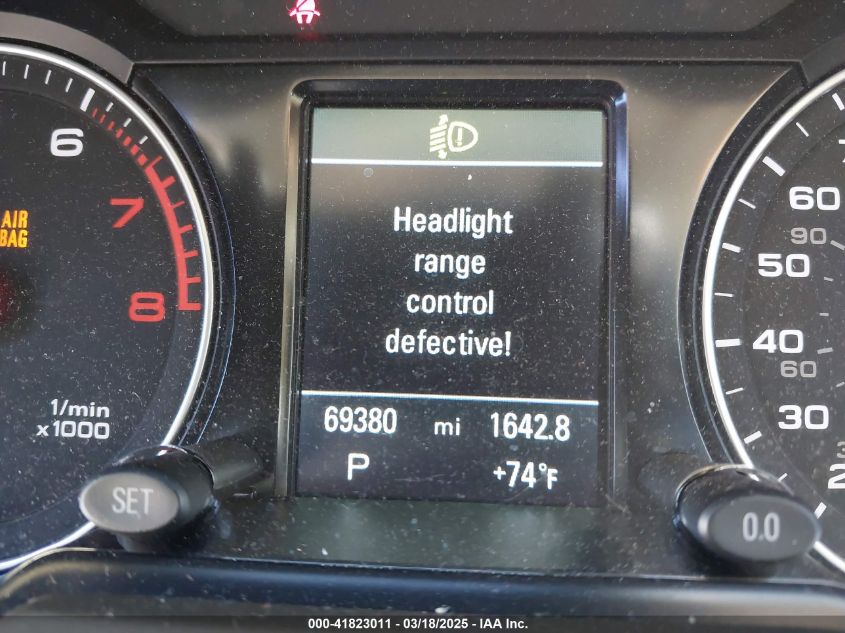 6
7
8
AIR
BAG
1/min
x1000
SET
Headlight
range
control
defective!
69380 mi 1642.8
P +74°F
60
90
50
40
60
30
0.0
000-41823011 - 03/18/2025 - IAA Inc.